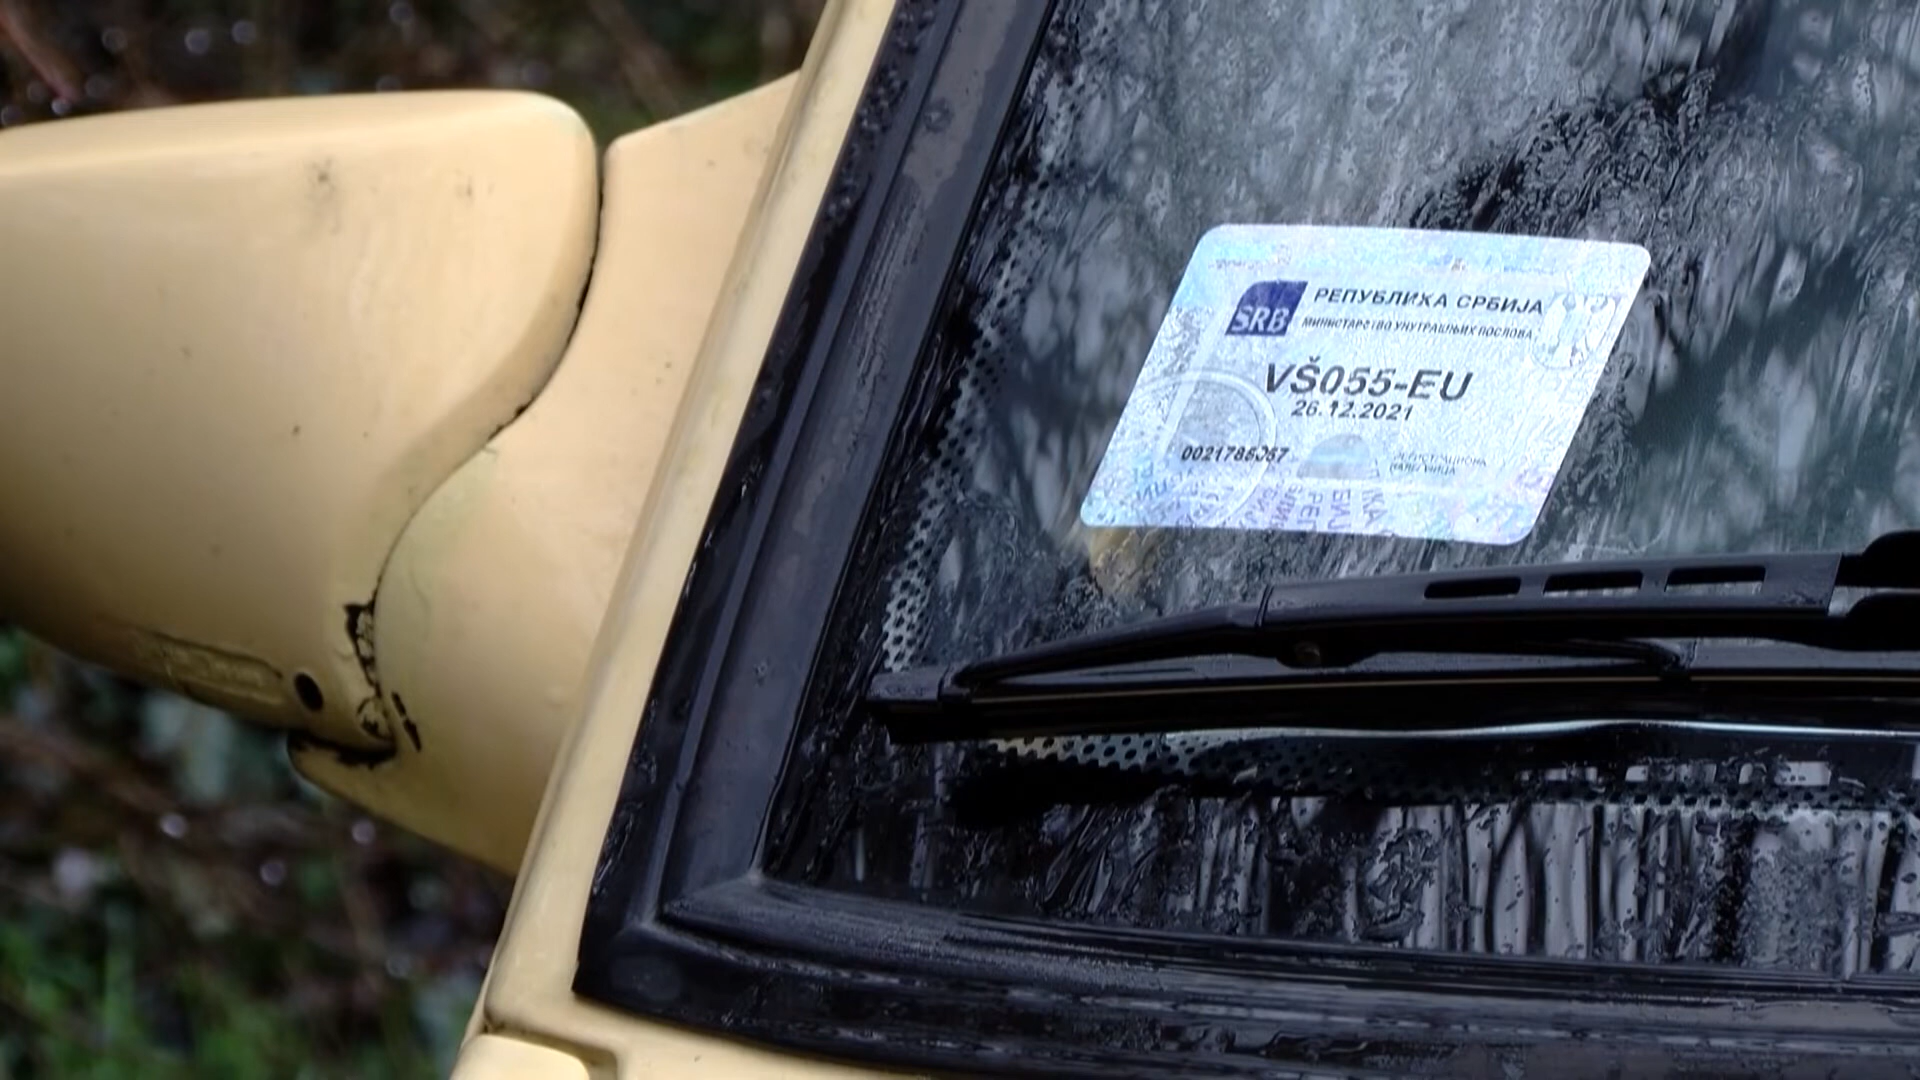 SRB
РЕПУБЛИКА СРБИЈА
МИНИСТАРСТВО УНУТРАШЊИХ ПОСЛОВА
VŠ055-EU
26.12.2021
РЕГИСТРАЦИОНА
НАЛЕПНИЦА